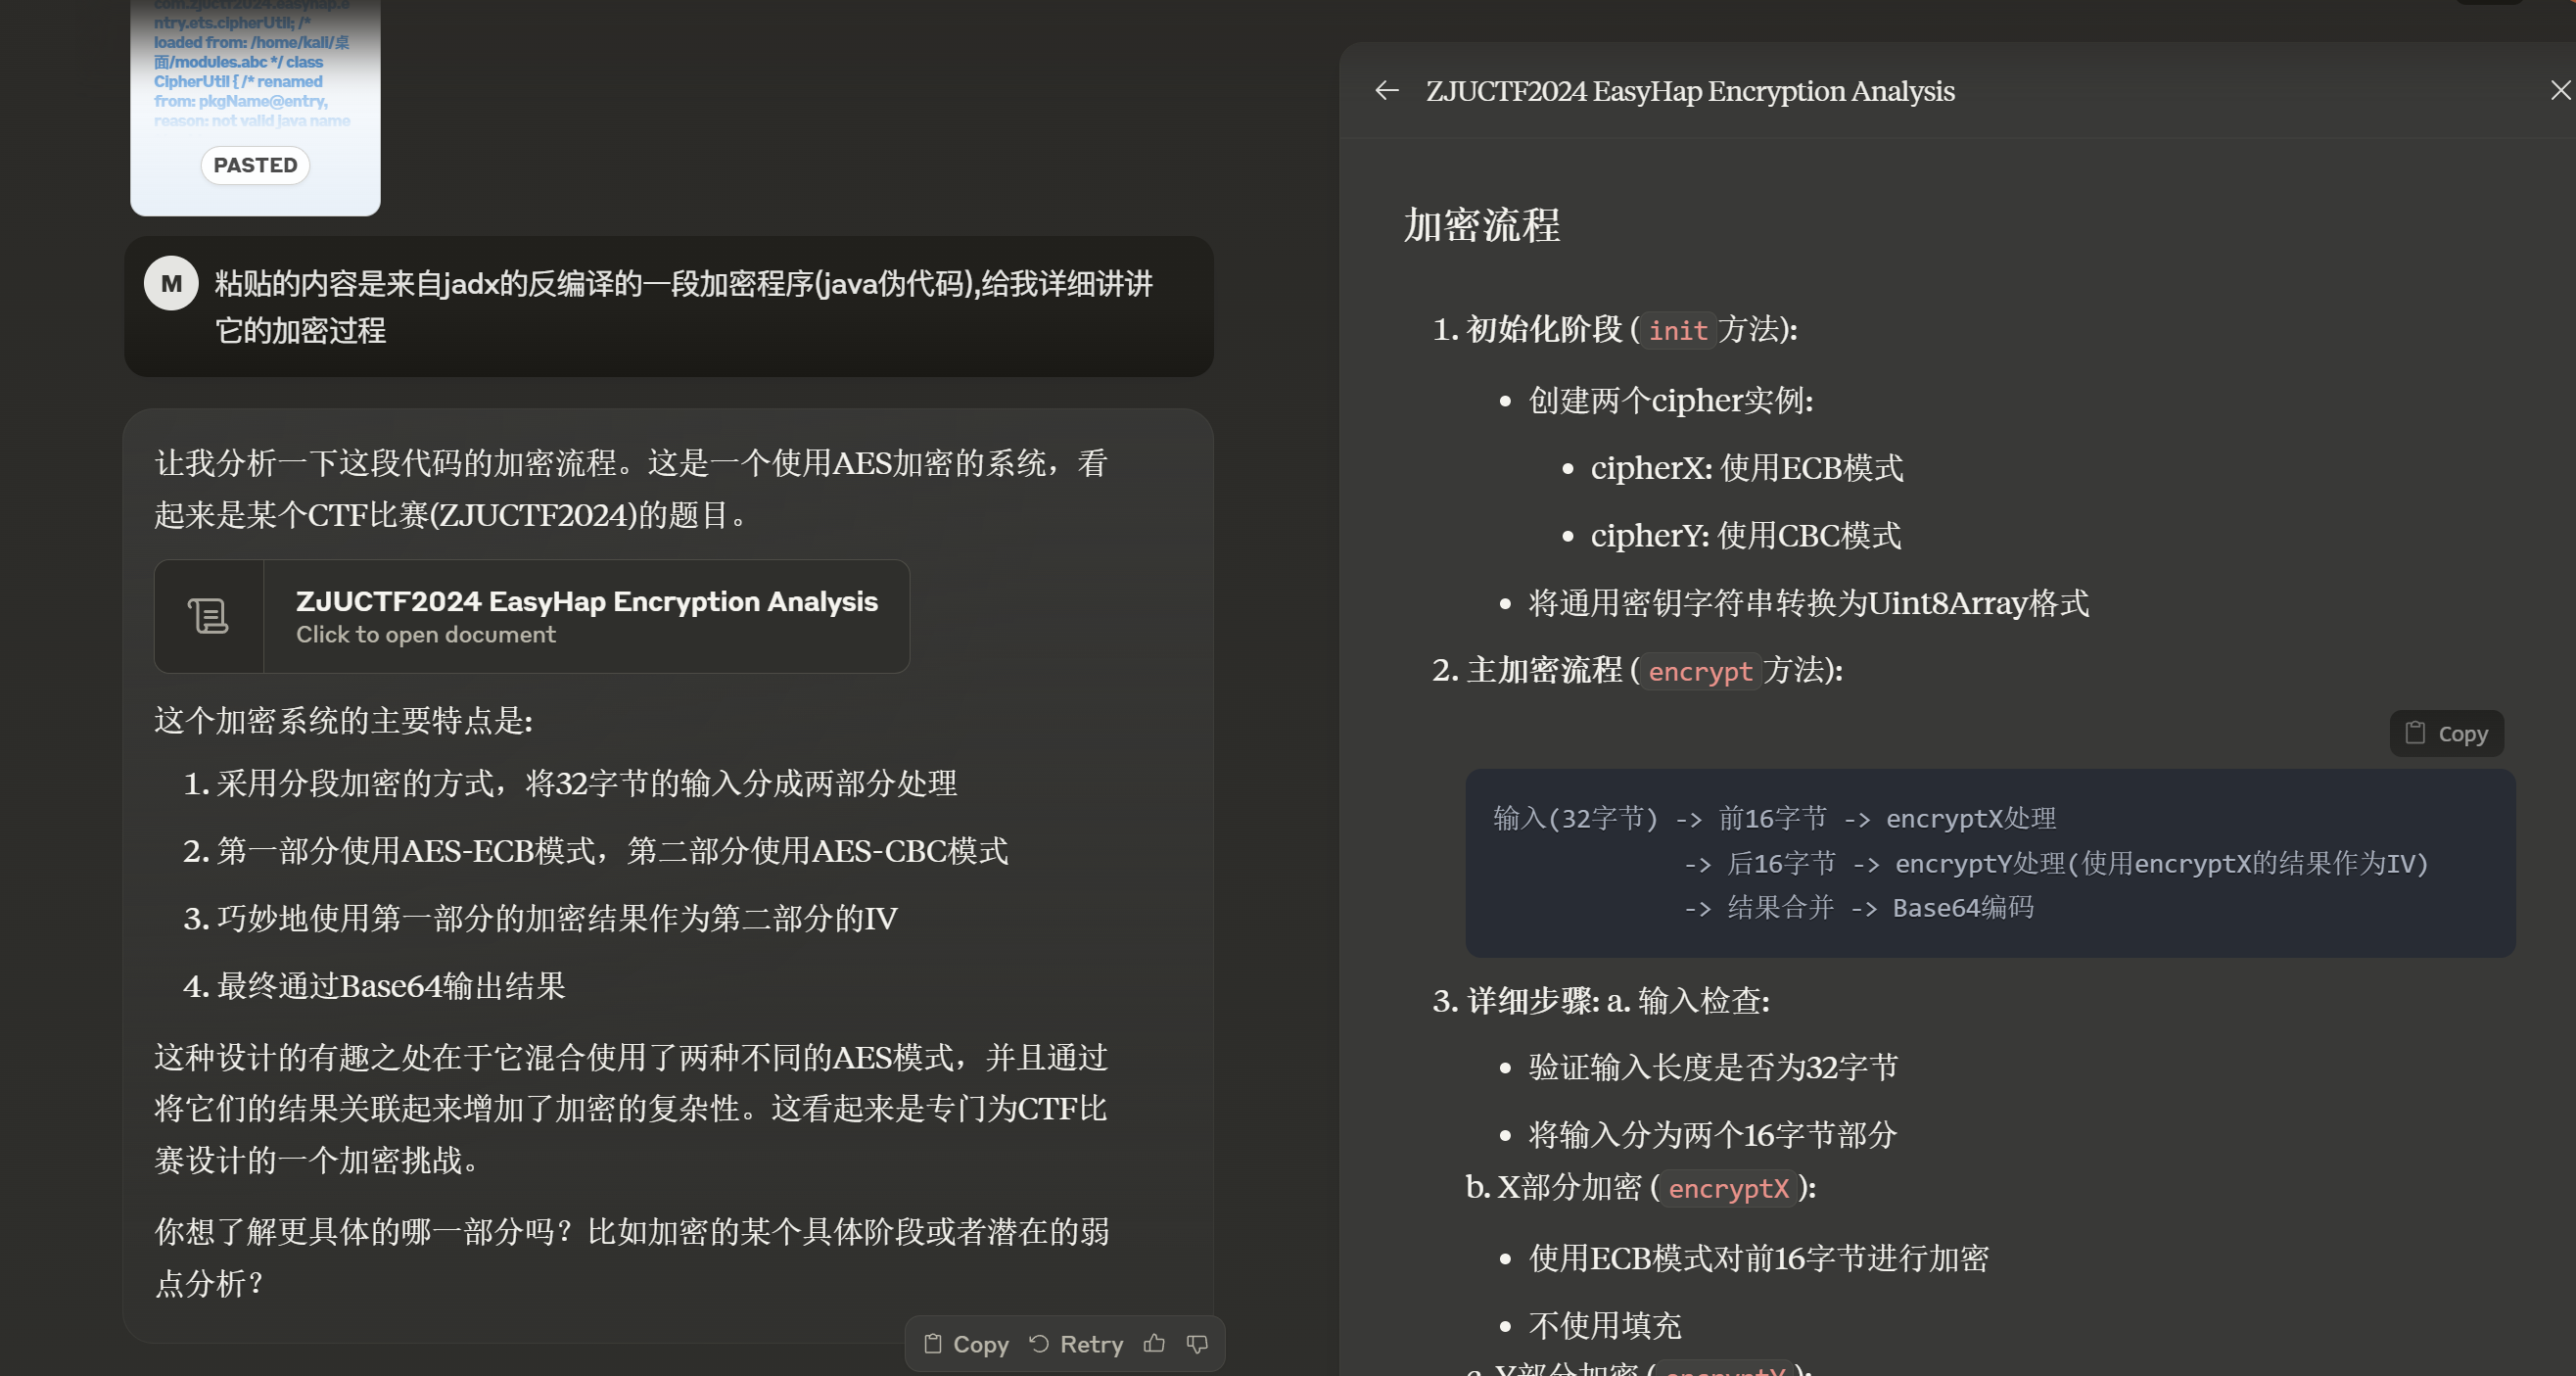 com.zjuctf2024.easyhap.e
ntry.ets.cipherUtil; /*
loaded from: /home/kali/桌
面/modules.abc */ class
CipherUtil { /* renamed
from: pkgName@entry,
reason: not valid java name
PASTED
M
粘贴的内容是来自jadx的反编译的一段加密程序(java伪代码),给我详细讲讲
它的加密过程
让我分析一下这段代码的加密流程。这是一个使用AES加密的系统，看
起来是某个CTF比赛(ZJUCTF2024)的题目。
ZJUCTF2024 EasyHap Encryption Analysis
Click to open document
这个加密系统的主要特点是:
1. 采用分段加密的方式，将32字节的输入分成两部分处理
2. 第一部分使用AES-ECB模式，第二部分使用AES-CBC模式
3. 巧妙地使用第一部分的加密结果作为第二部分的IV
4. 最终通过Base64输出结果
这种设计的有趣之处在于它混合使用了两种不同的AES模式，并且通过
将它们的结果关联起来增加了加密的复杂性。这看起来是专门为CTF比
赛设计的一个加密挑战。
你想了解更具体的哪一部分吗？比如加密的某个具体阶段或者潜在的弱
点分析？
Copy Retry
ZJUCTF2024 EasyHap Encryption Analysis
加密流程
1. 初始化阶段 (init方法):
• 创建两个cipher实例:
• cipherX: 使用ECB模式
• cipherY: 使用CBC模式
• 将通用密钥字符串转换为Uint8Array格式
2. 主加密流程 (encrypt方法):
Copy
输入(32字节) -> 前16字节 -> encryptX处理
-> 后16字节 -> encryptY处理(使用encryptX的结果作为IV)
-> 结果合并 -> Base64编码
3. 详细步骤: a. 输入检查:
• 验证输入长度是否为32字节
• 将输入分为两个16字节部分
b. X部分加密 (encryptX):
• 使用ECB模式对前16字节进行加密
• 不使用填充
c. Y部分加密 (encryptY):